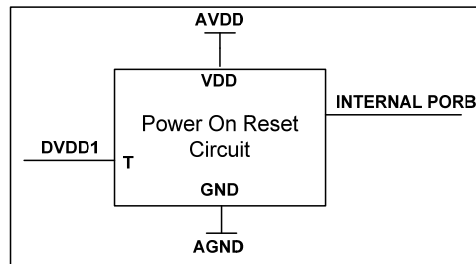 AVDD
VDD
INTERNAL PORB
Power On Reset
Circuit
DVDD1
T
GND
AGND